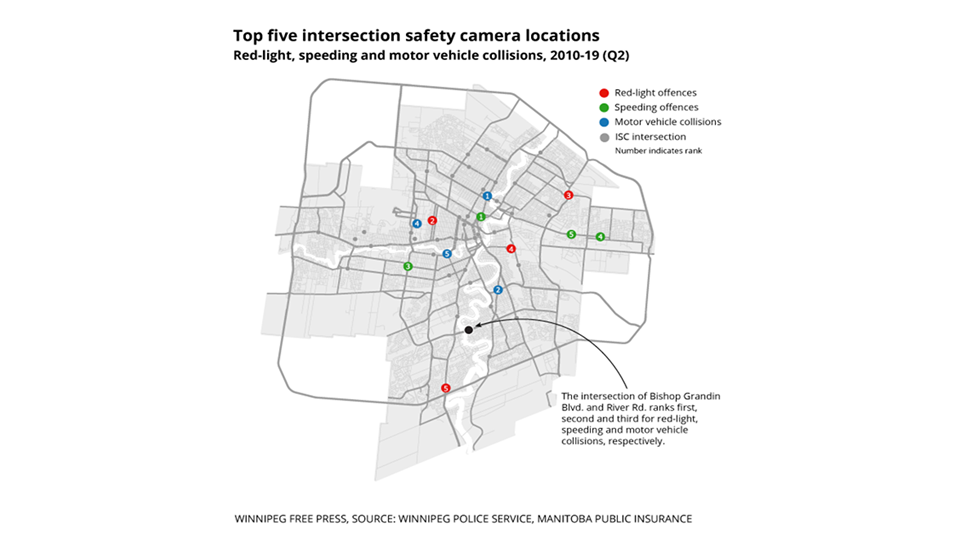 Top five intersection safety camera locations
Red-light, speeding and motor vehicle collisions, 2010-19 (Q2)
Red-light offences
Speeding offences
Motor vehicle collisions
ISC intersection
Number indicates rank
1
3
1
4
2
5
4
4
5
3
2
5
The intersection of Bishop Grandin
Blvd. and River Rd. ranks first,
second and third for red-light,
speeding and motor vehicle
collisions, respectively.
WINNIPEG FREE PRESS, SOURCE: WINNIPEG POLICE SERVICE, MANITOBA PUBLIC INSURANCE